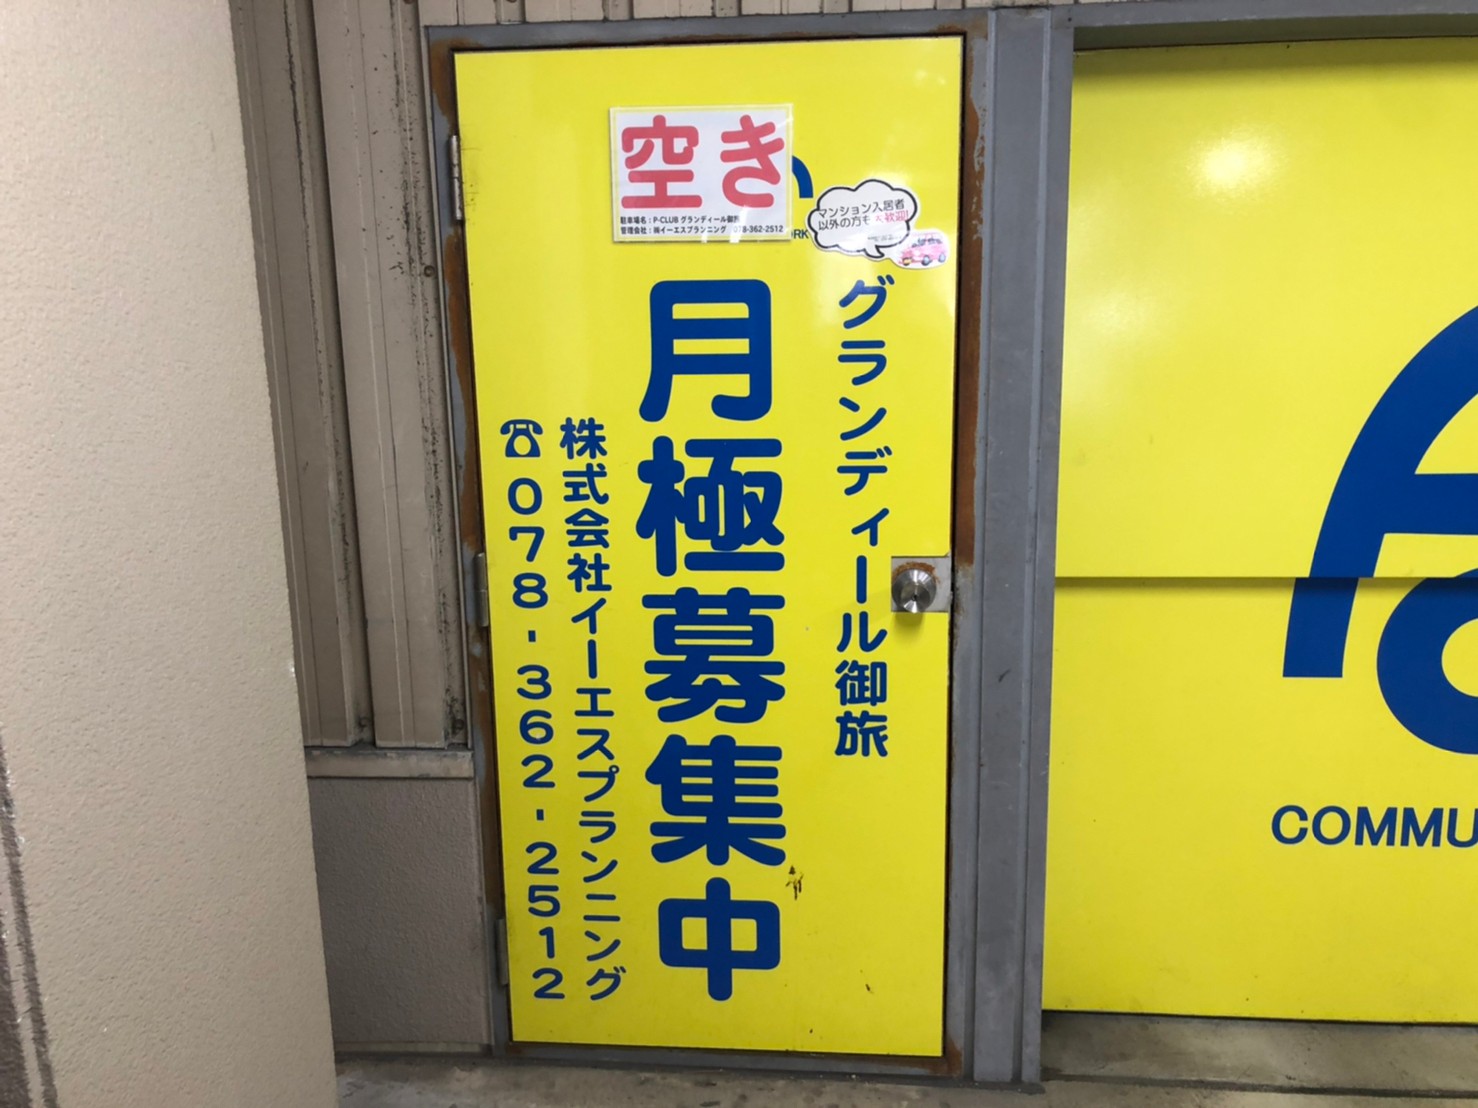 空き
駐車場名：P-CLUB グランディール御旅
管理会社：㈱イーエスプランニング 078-362-2512
マンション入居者
以外の方も大歓迎!
グランディール御旅
月極募集中
株式会社イーエスプランニング
☎078-362-2512
COMMU